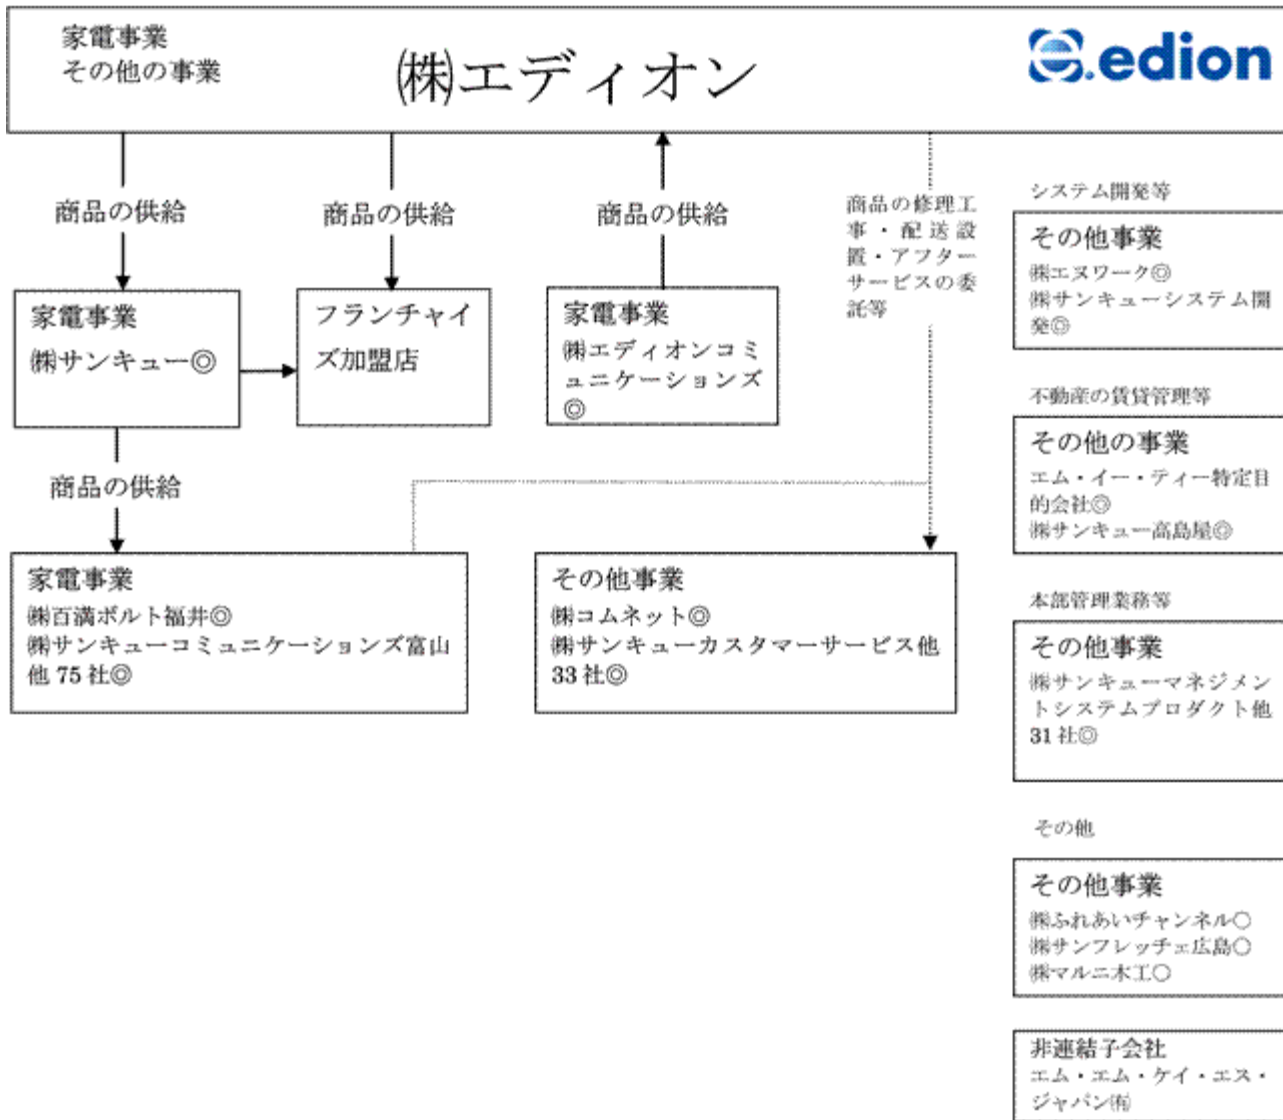 家電事業
その他の事業
㈱エディオン
e.edion
商品の供給
商品の供給
商品の供給
商品の修理工
事・配送設
置・アフター
サービスの委
託等
家電事業
㈱サンキュー◎
フランチャイ
ズ加盟店
家電事業
㈱エディオンコミ
ュニケーションズ
◎
商品の供給
家電事業
㈱百満ボルト福井◎
㈱サンキューコミュニケーションズ富山
他 75 社◎
その他事業
㈱コムネット◎
㈱サンキューカスタマーサービス他
33 社◎
システム開発等
その他事業
㈱エヌワーク◎
㈱サンキューシステム開
発◎
不動産の賃貸管理等
その他の事業
エム・イー・ティー特定目
的会社◎
㈱サンキュー高島屋◎
本部管理業務等
その他事業
㈱サンキューマネジメン
トシステムプロダクト他
31 社◎
その他
その他事業
㈱ふれあいチャンネル○
㈱サンフレッチェ広島○
㈱マルニ木工○
非連結子会社
エム・エム・ケイ・エス・
ジャパン㈲